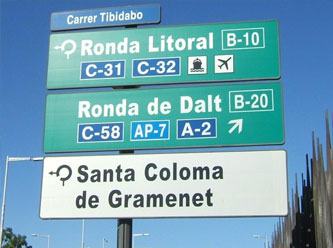 Carrer Tibidabo
Ronda Litoral B-10
C-31 C-32
Ronda de Dalt B-20
C-58 AP-7 A-2
Santa Coloma
de Gramenet